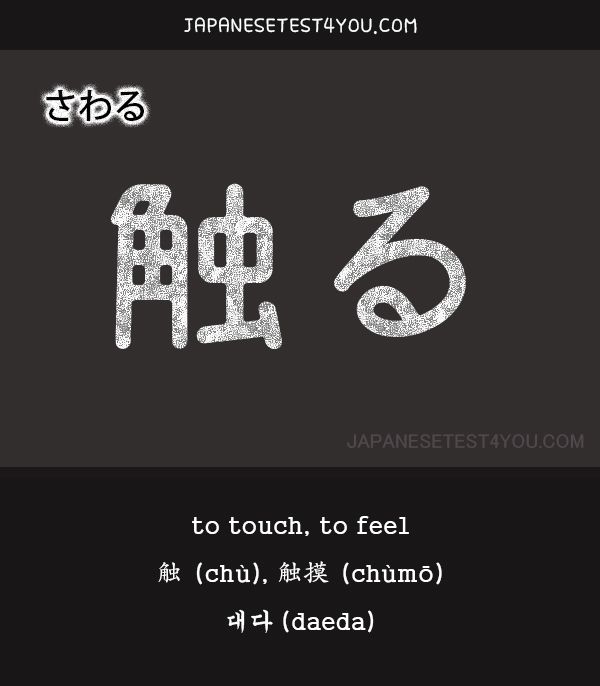 JAPANESETEST4YOU.COM
さわる
触る
JAPANESETEST4YOU.COM
to touch, to feel
触 (chù), 触摸 (chùmō)
대다 (daeda)